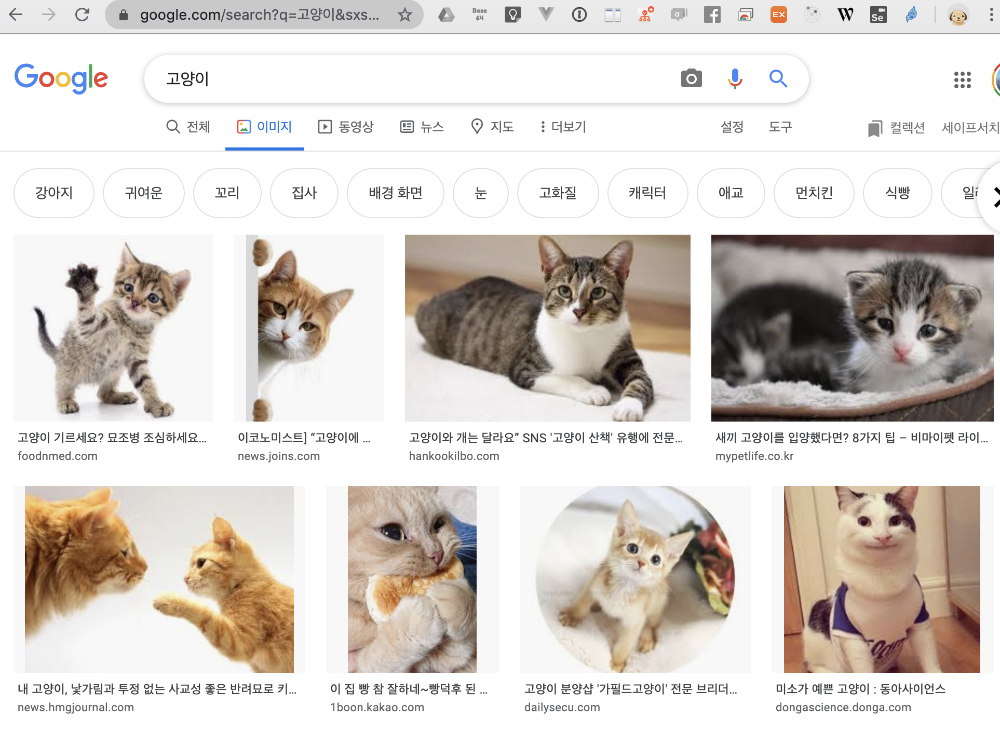 google.com/search?q=고양이&sxs...
Base
64
a
EX
W
Se
Google
고양이
전체
이미지
동영상
뉴스
지도
더보기
설정
도구
컬렉션
세이프서치
강아지
귀여운
꼬리
집사
배경 화면
눈
고화질
캐릭터
애교
먼치킨
식빵
고양이 기르세요? 묘조병 조심하세요...
foodnmed.com
이코노미스트] “고양이에 ...
news.joins.com
고양이와 개는 달라요” SNS '고양이 산책' 유행에 전문...
hankookilbo.com
새끼 고양이를 입양했다면? 8가지 팁 – 비마이펫 라이...
mypetlife.co.kr
내 고양이, 낯가림과 투정 없는 사교성 좋은 반려묘로 키...
news.hmgjournal.com
이 집 빵 참 잘하네~빵덕후 된 ...
1boon.kakao.com
고양이 분양샵 '가필드고양이' 전문 브리더...
dailysecu.com
미소가 예쁜 고양이 : 동아사이언스
dongascience.donga.com